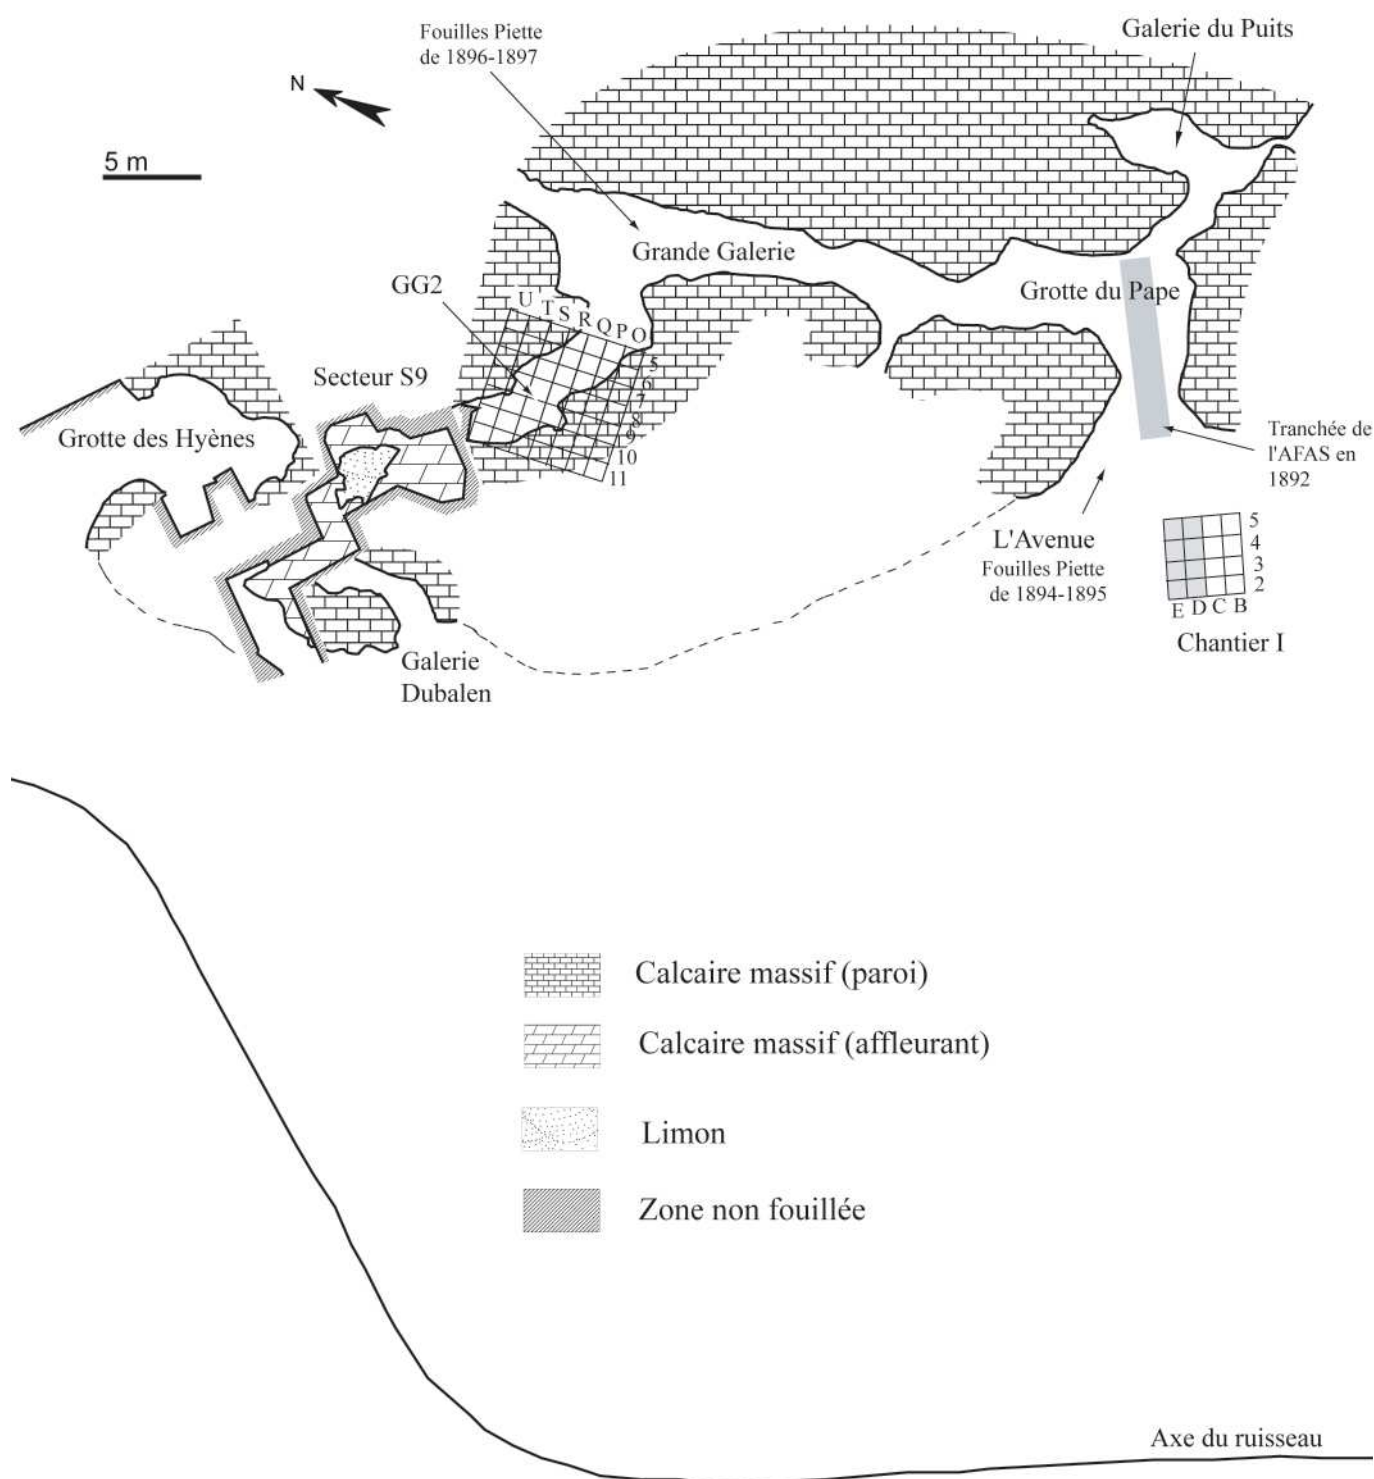 Fouilles Piette
de 1896-1897
Galerie du Puits
N
5 m
Grande Galerie
GG2
U T S R Q P O
5
6
7
8
9
10
11
Grotte du Pape
Secteur S9
Grotte des Hyènes
Tranchée de
l'AFAS en
1892
L'Avenue
Fouilles Piette
de 1894-1895
5
4
3
2
E D C B
Chantier I
Galerie
Dubalen
Calcaire massif (paroi)
Calcaire massif (affleurant)
Limon
Zone non fouillée
Axe du ruisseau